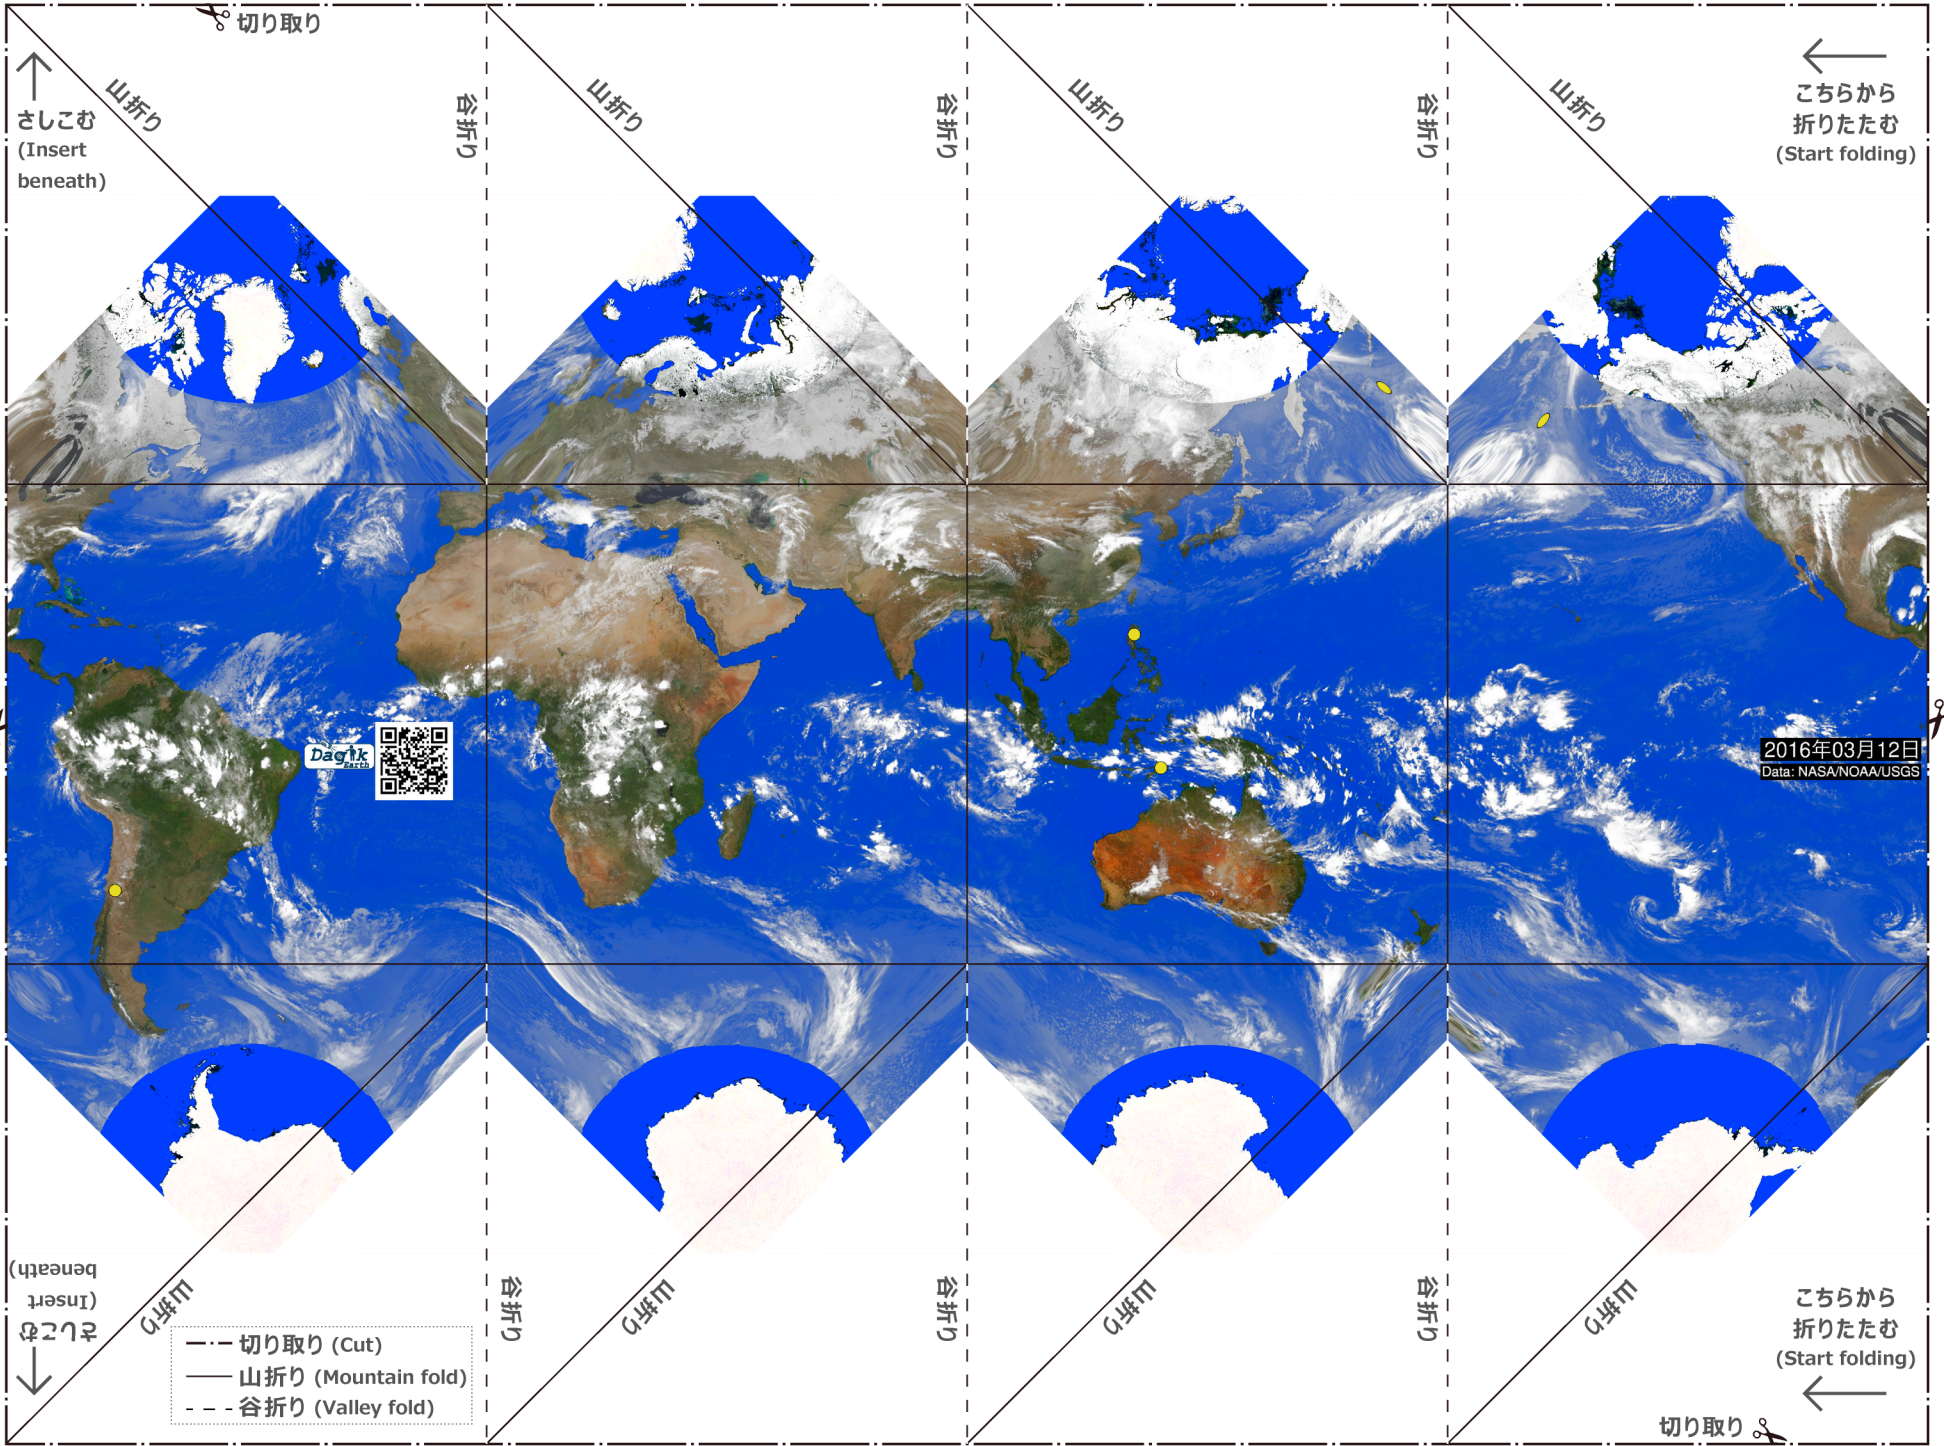 切り取り
さしこむ
(Insert
beneath)
山折り
谷折り
山折り
谷折り
山折り
谷折り
山折り
こちらから
折りたたむ
(Start folding)
Dagik
Earth
2016年03月12日
Data: NASA/NOAA/USGS
さしこむ
(Insert
beneath)
山折り
谷折り
山折り
谷折り
山折り
谷折り
山折り
こちらから
折りたたむ
(Start folding)
切り取り (Cut)
山折り (Mountain fold)
谷折り (Valley fold)
切り取り